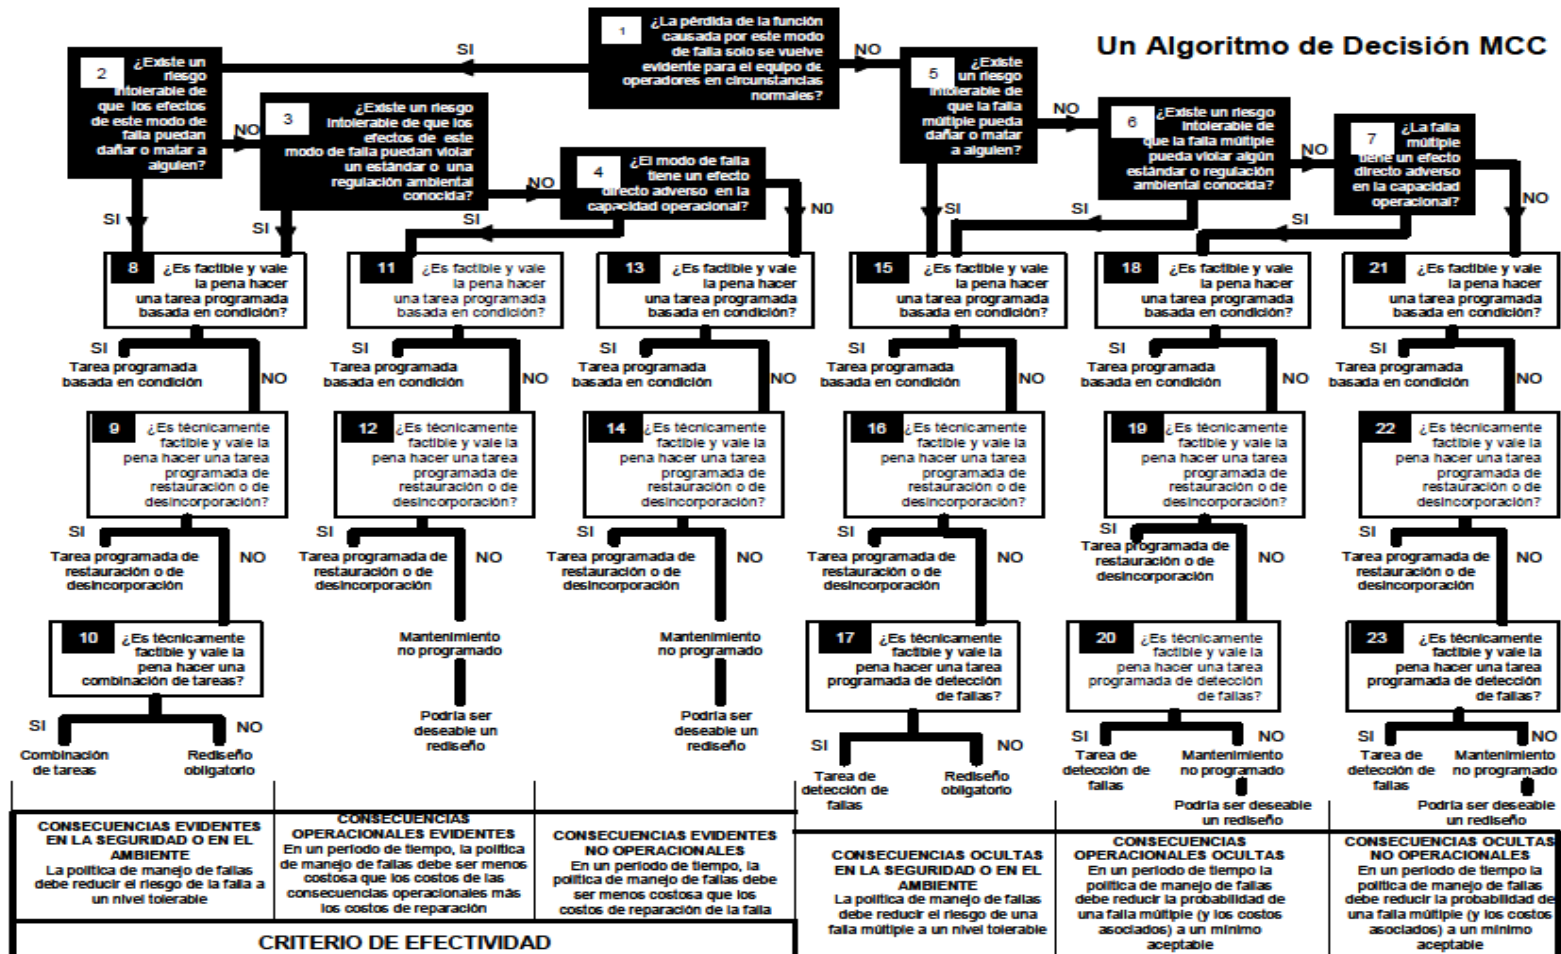 Un Algoritmo de Decisión MCC
1
¿La pérdida de la función
causada por este modo
de falla solo se vuelve
evidente para el equipo de
operadores en circunstancias
normales?
SI
NO
2
¿Existe un
riesgo
intolerable de
que los efectos
de este modo de
falla puedan
dañar o matar a
alguien?
NO
SI
3
¿Existe un riesgo
intolerable de que los
efectos de este
modo de falla puedan violar
un estándar o una
regulación ambiental
conocida?
NO
SI
4
¿El modo de falla
tiene un efecto
directo adverso en la
capacidad operacional?
SI
N0
5
¿Existe
un riesgo
intolerable de
que la falla
múltiple pueda
dañar o matar
a alguien?
NO
SI
6
¿Existe un riesgo
intolerable de
que la falla múltiple
pueda violar algún
estándar o regulación
ambiental conocida?
NO
SI
7
¿La falla
múltiple
tiene un efecto
directo adverso
en la capacidad
operacional?
SI
NO
8
¿Es factible y vale
la pena hacer
una tarea programada
basada en condición?
SI
NO
Tarea programada
basada en condición
11
¿Es factible y vale
la pena hacer
una tarea programada
basada en condición?
SI
NO
Tarea programada
basada en condición
13
¿Es factible y vale
la pena hacer
una tarea programada
basada en condición?
SI
NO
Tarea programada
basada en condición
15
¿Es factible y vale
la pena hacer
una tarea programada
basada en condición?
SI
NO
Tarea programada
basada en condición
18
¿Es factible y vale
la pena hacer
una tarea programada
basada en condición?
SI
NO
Tarea programada
basada en condición
21
¿Es factible y vale
la pena hacer
una tarea programada
basada en condición?
SI
NO
Tarea programada
basada en condición
9
¿Es técnicamente
factible y vale la
pena hacer una tarea
programada de
restauración o de
desincorporación?
SI
NO
Tarea programada de
restauración o de
desincorporación
12
¿Es técnicamente
factible y vale la
pena hacer una tarea
programada de
restauración o de
desincorporación?
SI
NO
Tarea programada de
restauración o de
desincorporación
14
¿Es técnicamente
factible y vale la
pena hacer una tarea
programada de
restauración o de
desincorporación?
SI
NO
Tarea programada de
restauración o de
desincorporación
16
¿Es técnicamente
factible y vale la
pena hacer una tarea
programada de
restauración o de
desincorporación?
SI
NO
Tarea programada de
restauración o de
desincorporación
19
¿Es técnicamente
factible y vale la
pena hacer una tarea
programada de
restauración o de
desincorporación?
SI
NO
Tarea programada de
restauración o de
desincorporación
22
¿Es técnicamente
factible y vale la
pena hacer una tarea
programada de
restauración o de
desincorporación?
SI
NO
Tarea programada de
restauración o de
desincorporación
10
¿Es técnicamente
factible y vale la
pena hacer una
combinación de tareas?
SI
NO
Combinación
de tareas
Rediseño
obligatorio
Mantenimiento
no programado
Podría ser
deseable un
rediseño
Mantenimiento
no programado
Podría ser
deseable un
rediseño
17
¿Es técnicamente
factible y vale la
pena hacer una tarea
programada de detección
de fallas?
SI
NO
Tarea de
detección de
fallas
Rediseño
obligatorio
20
¿Es técnicamente
factible y vale la
pena hacer una tarea
programada de detección
de fallas?
SI
NO
Tarea de
detección de
fallas
Mantenimiento
no programado
Podría ser deseable
un rediseño
23
¿Es técnicamente
factible y vale la
pena hacer una tarea
programada de detección
de fallas?
SI
NO
Tarea de
detección de
fallas
Mantenimiento
no programado
Podría ser deseable
un rediseño
CONSECUENCIAS EVIDENTES
EN LA SEGURIDAD O EN EL
AMBIENTE
La política de manejo de fallas
debe reducir el riesgo de la falla a
un nivel tolerable
CONSECUENCIAS
OPERACIONALES EVIDENTES
En un período de tiempo, la política
de manejo de fallas debe ser menos
costosa que los costos de las
consecuencias operacionales más
los costos de reparación
CONSECUENCIAS EVIDENTES
NO OPERACIONALES
En un período de tiempo, la
política de manejo de fallas debe
ser menos costosa que los
costos de reparación de la falla
CONSECUENCIAS OCULTAS
EN LA SEGURIDAD O EN EL
AMBIENTE
La política de manejo de fallas
debe reducir el riesgo de una
falla múltiple a un nivel tolerable
CONSECUENCIAS
OPERACIONALES OCULTAS
En un período de tiempo la
política de manejo de fallas
debe reducir la probabilidad de
una falla múltiple (y los costos
asociados) a un mínimo
aceptable
CONSECUENCIAS OCULTAS
NO OPERACIONALES
En un período de tiempo la
política de manejo de fallas
debe reducir la probabilidad de
una falla múltiple (y los costos
asociados) a un mínimo
aceptable
CRITERIO DE EFECTIVIDAD